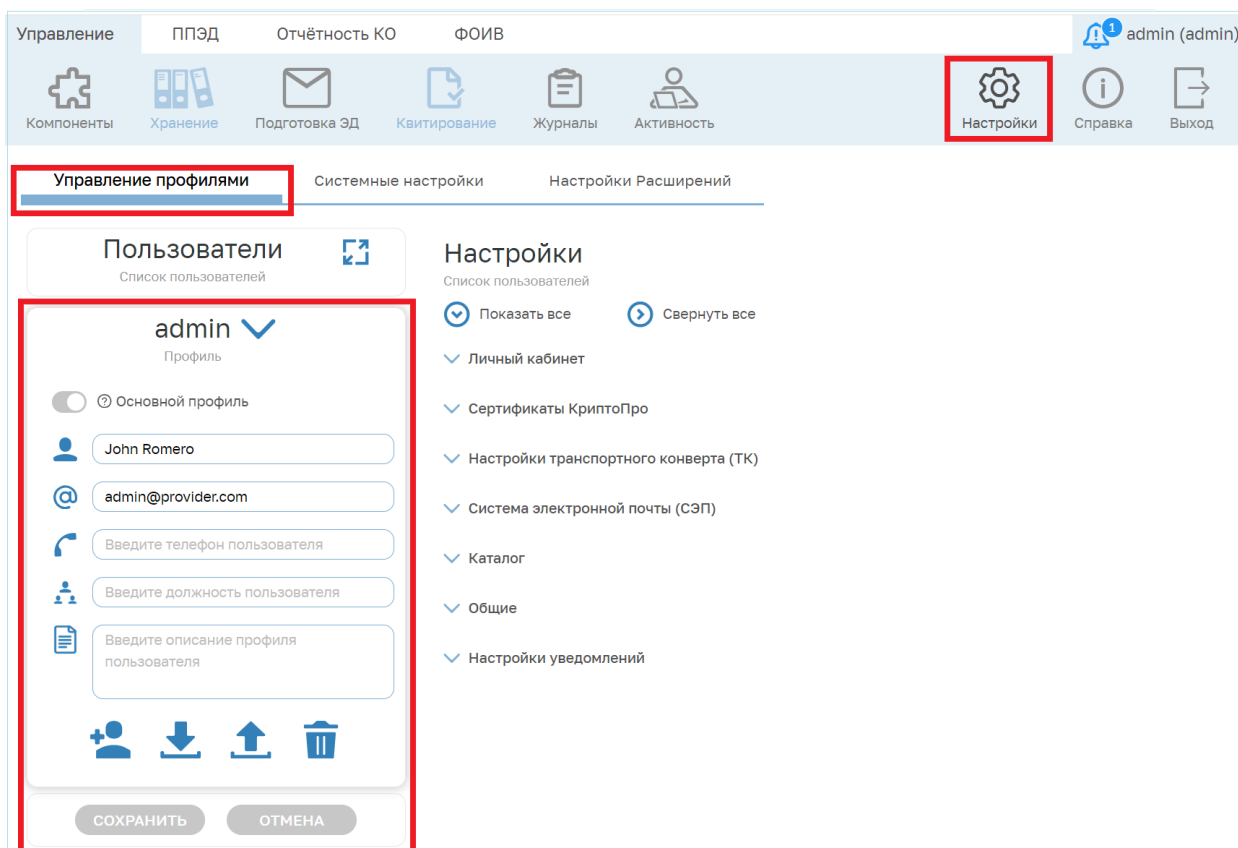 Управление ППЭД Отчётность КО ФОИВ 1 admin (admin)
Компоненты Хранение Подготовка ЭД Квитирование Журналы Активность Настройки Справка Выход
Управление профилями Системные настройки Настройки Расширений
Пользователи
Список пользователей
admin
Профиль
Основной профиль
John Romero
admin@provider.com
Введите телефон пользователя
Введите должность пользователя
Введите описание профиля
пользователя
СОХРАНИТЬ ОТМЕНА
Настройки
Список пользователей
Показать все Свернуть все
Личный кабинет
Сертификаты КриптоПро
Настройки транспортного конверта (ТК)
Система электронной почты (СЭП)
Каталог
Общие
Настройки уведомлений